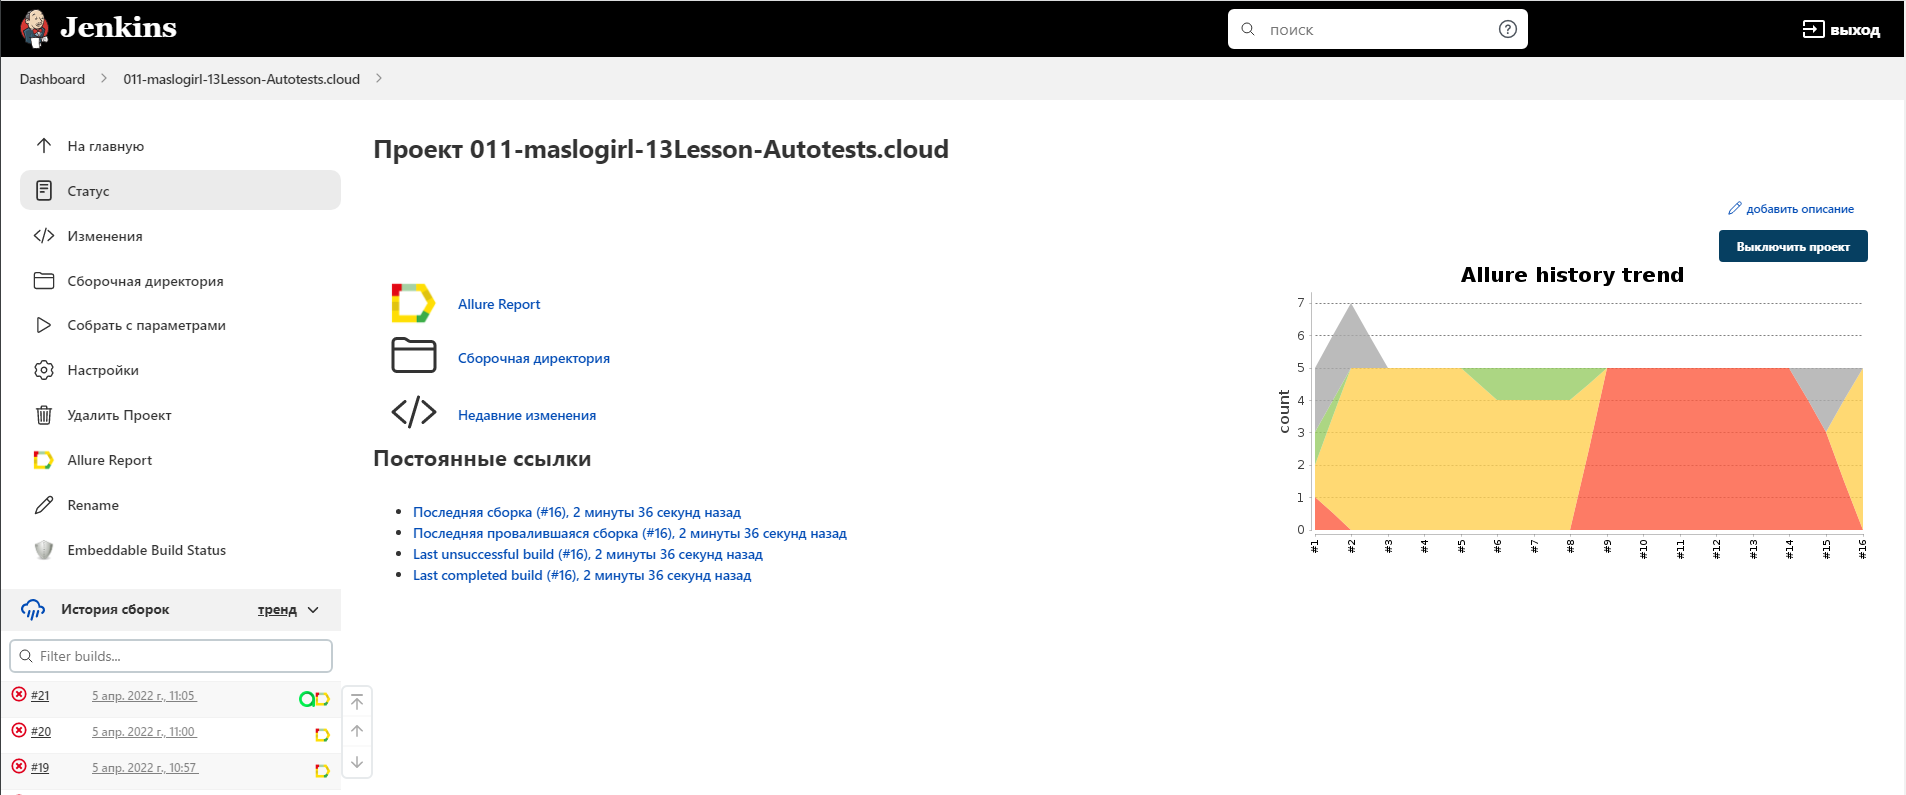 Jenkins
поиск
выход
Dashboard
011-maslogirl-13Lesson-Autotests.cloud
На главную
Статус
Изменения
Сборочная директория
Собрать с параметрами
Настройки
Удалить Проект
Allure Report
Rename
Embeddable Build Status
История сборок
тренд
Filter builds...
#21 5 апр. 2022 г., 11:05
#20 5 апр. 2022 г., 11:00
#19 5 апр. 2022 г., 10:57
Проект 011-maslogirl-13Lesson-Autotests.cloud
добавить описание
Выключить проект
Allure Report
Сборочная директория
Недавние изменения
Постоянные ссылки
Последняя сборка (#16), 2 минуты 36 секунд назад
Последняя провалившаяся сборка (#16), 2 минуты 36 секунд назад
Last unsuccessful build (#16), 2 минуты 36 секунд назад
Last completed build (#16), 2 минуты 36 секунд назад
Allure history trend
count
7
6
5
4
3
2
1
0
#1 #2 #3 #4 #5 #6 #7 #8 #9 #10 #11 #12 #13 #14 #15 #16